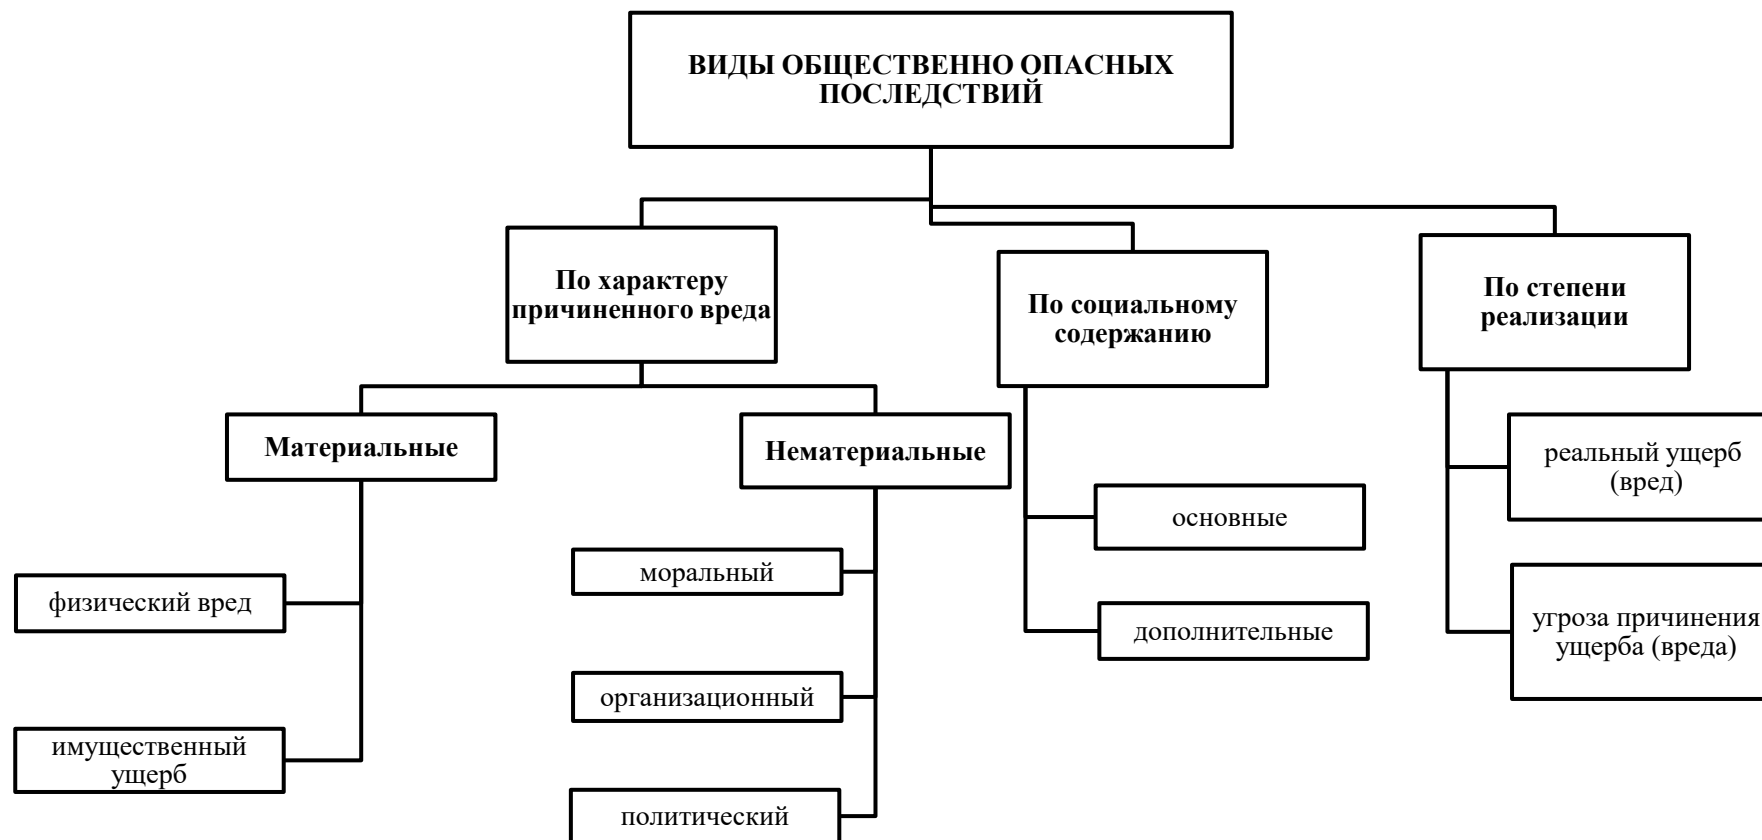 ВИДЫ ОБЩЕСТВЕННО ОПАСНЫХ
ПОСЛЕДСТВИЙ
По характеру
причиненного вреда
По социальному
содержанию
По степени
реализации
Материальные
Нематериальные
физический вред
имущественный
ущерб
моральный
организационный
политический
основные
дополнительные
реальный ущерб
(вред)
угроза причинения
ущерба (вреда)